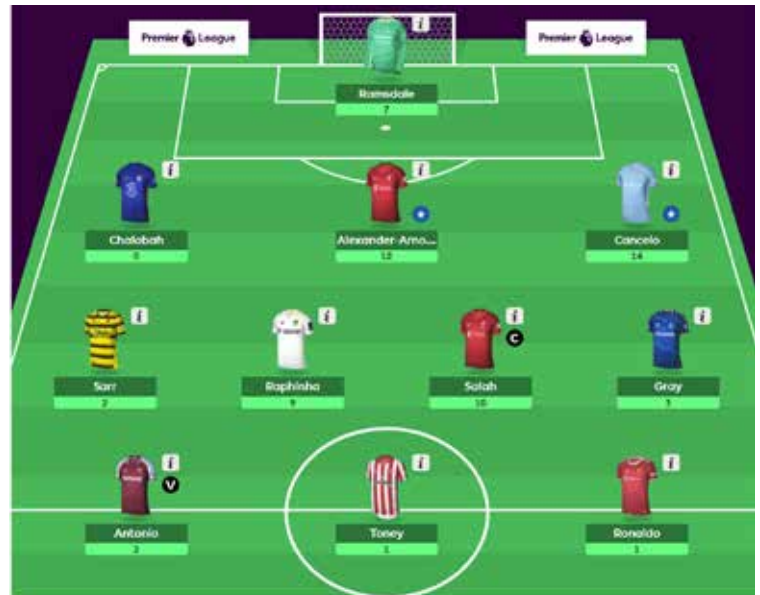 Premier League
Premier League
i
Ramsdale
7
i
i
i
Chalobah
Alexander-Arno...
Cancelo
0
12
14
i
i
i
i
C
Sarr
Raphinha
Salah
Gray
2
9
10
i
i
i
V
Antonio
Toney
Ronaldo
2
1
1